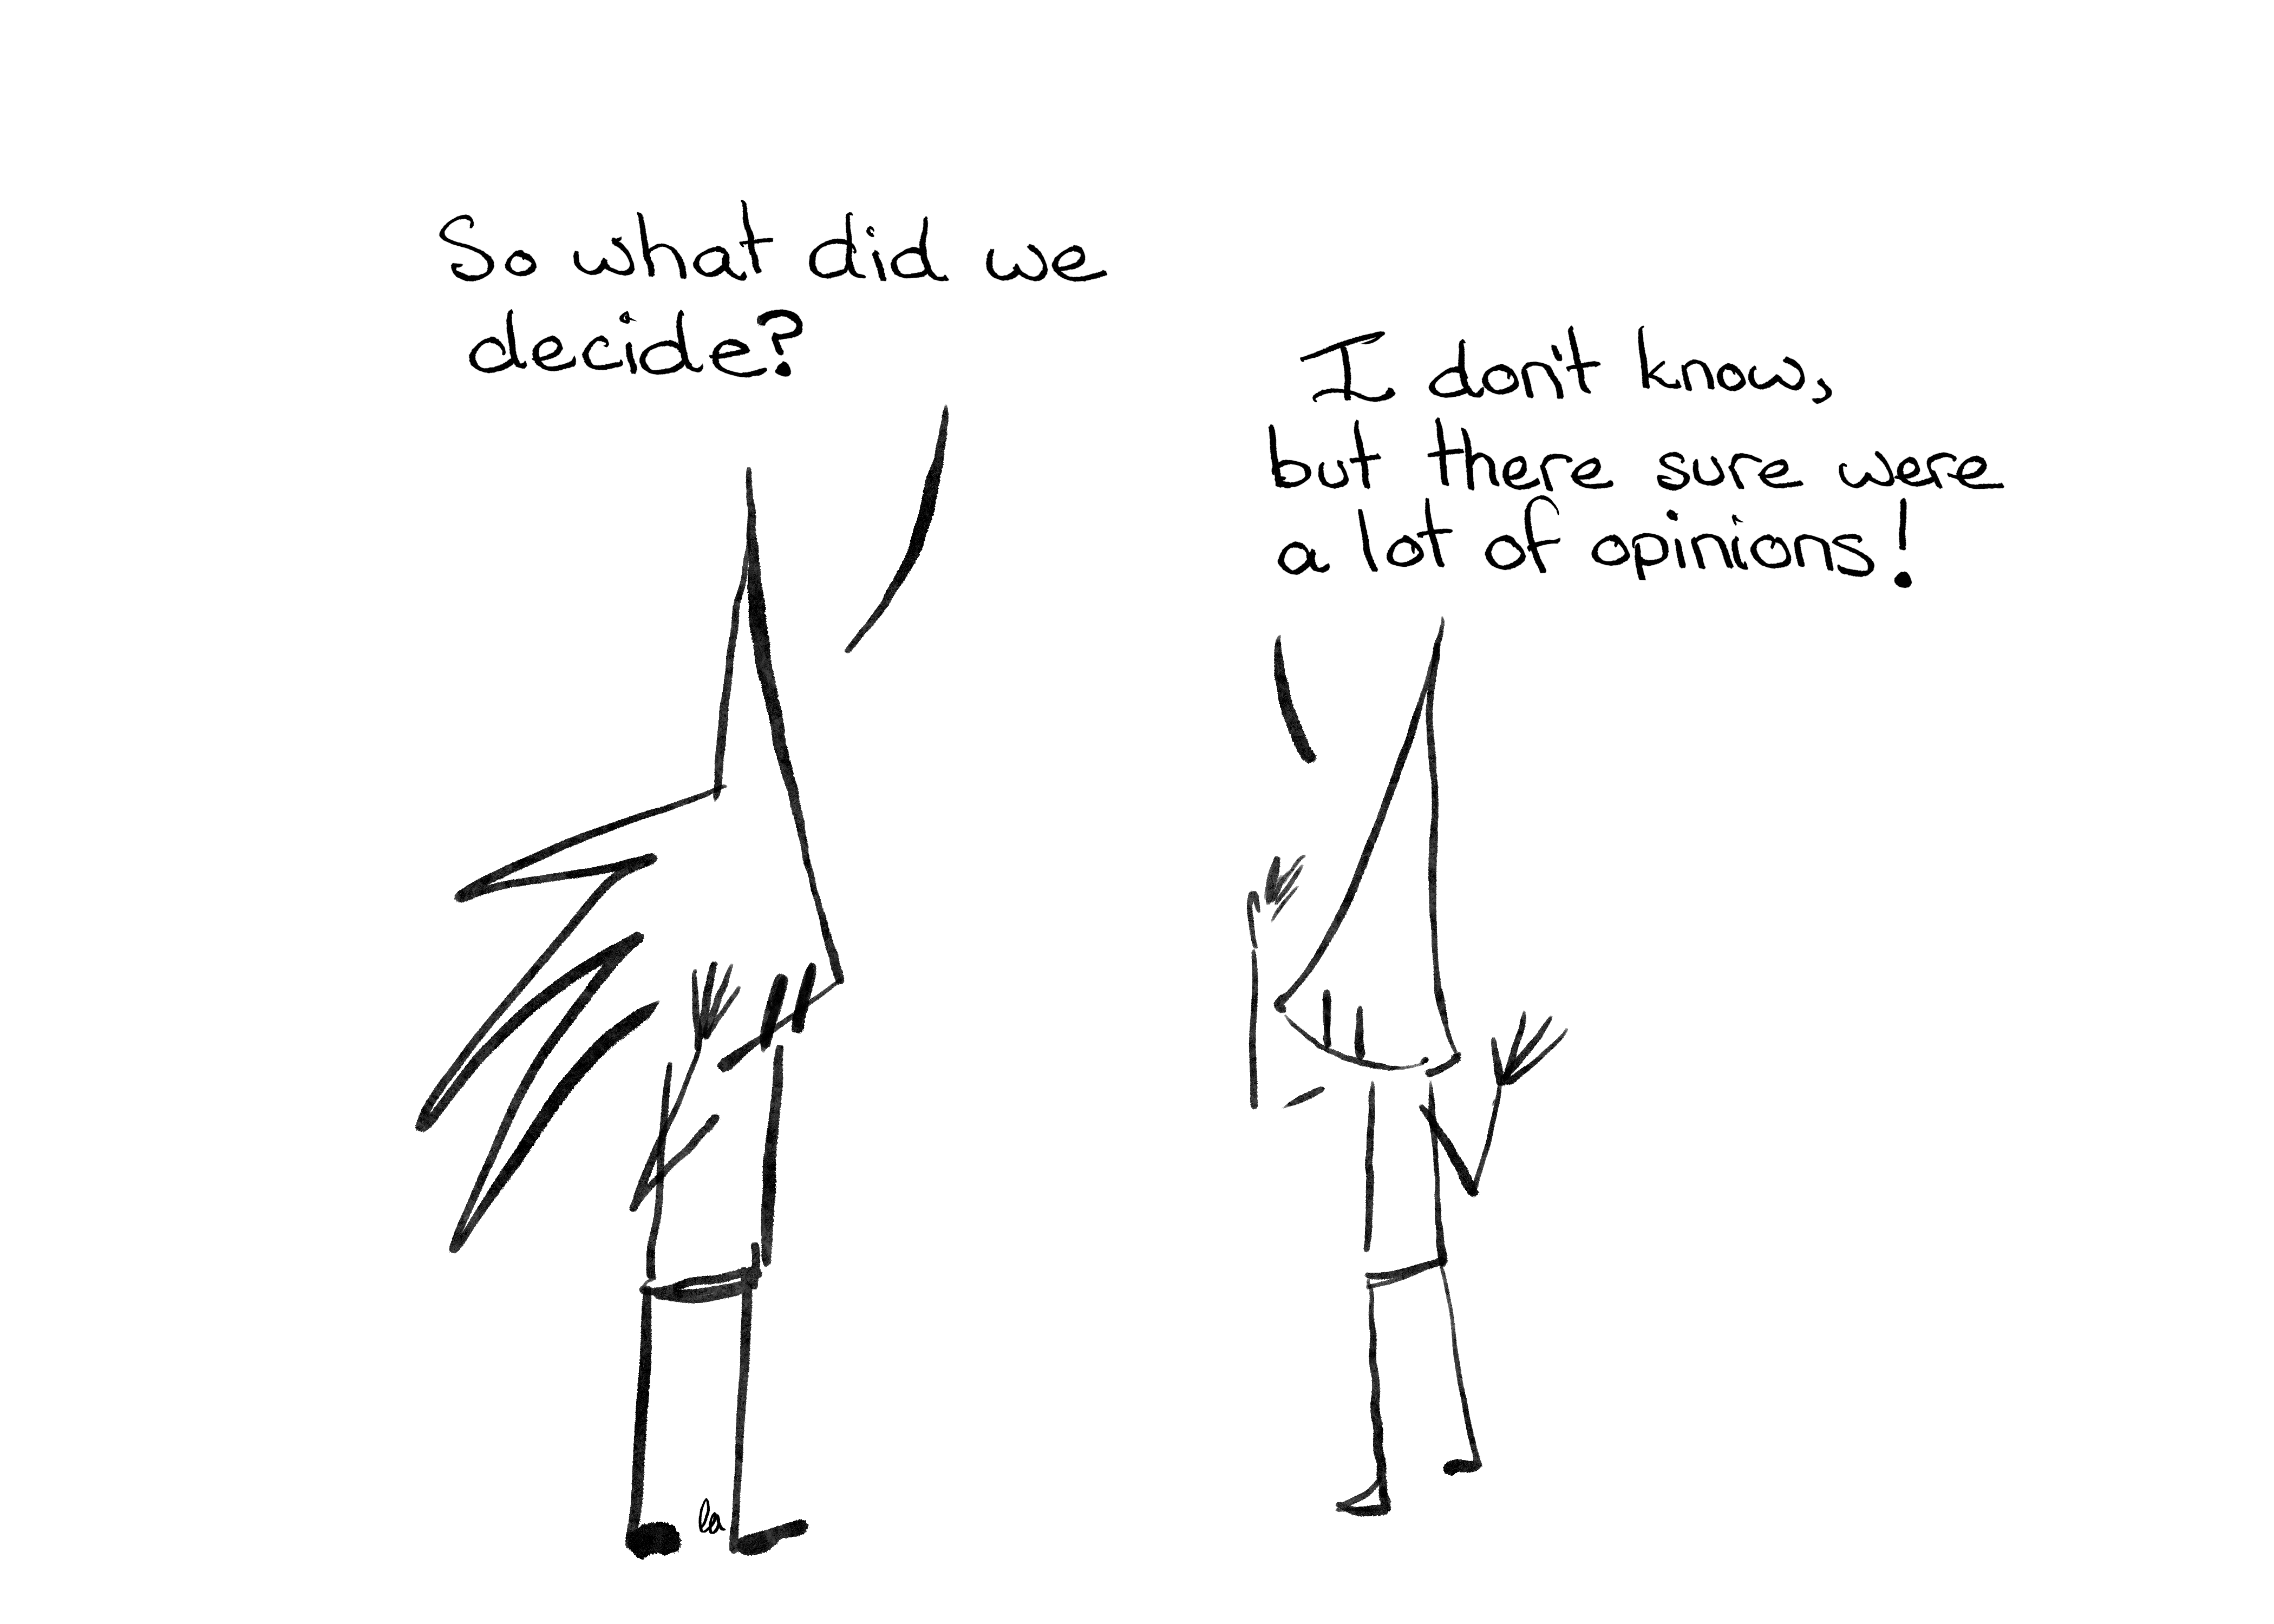 So what did we
decide?
I don't know,
but there sure were
a lot of opinions!
la